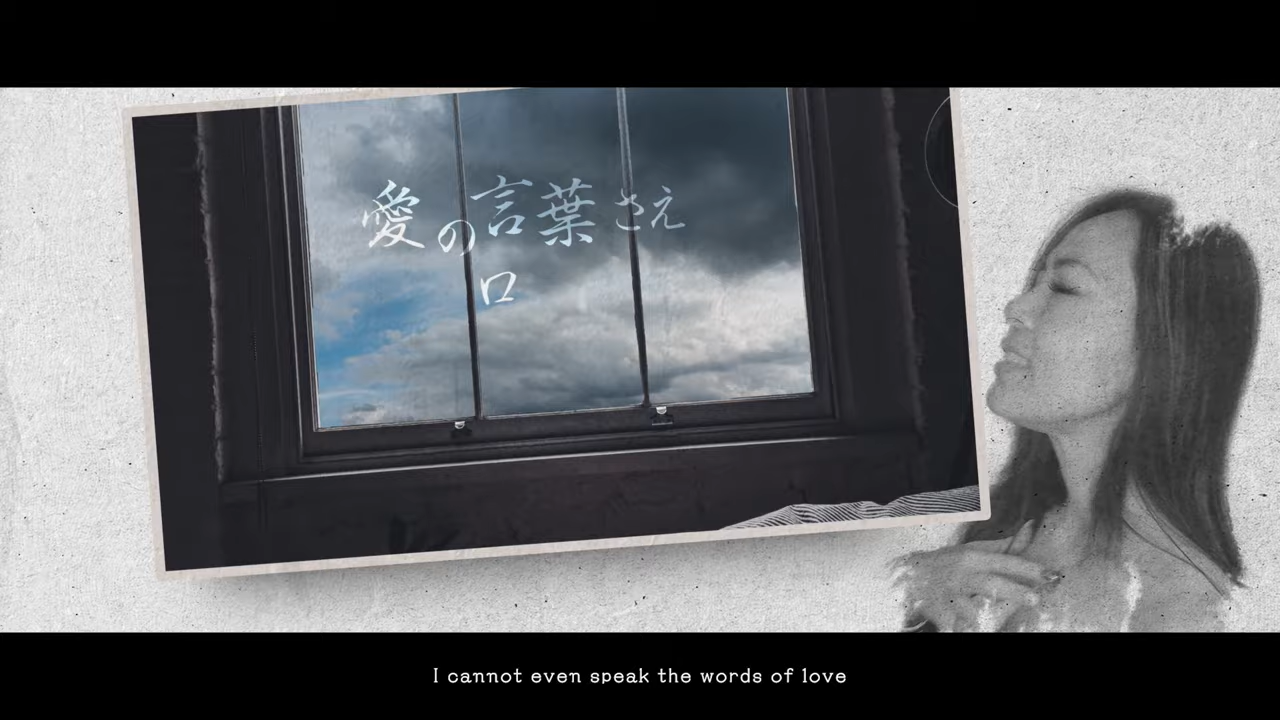 愛の言葉さえ
口
I cannot even speak the words of love